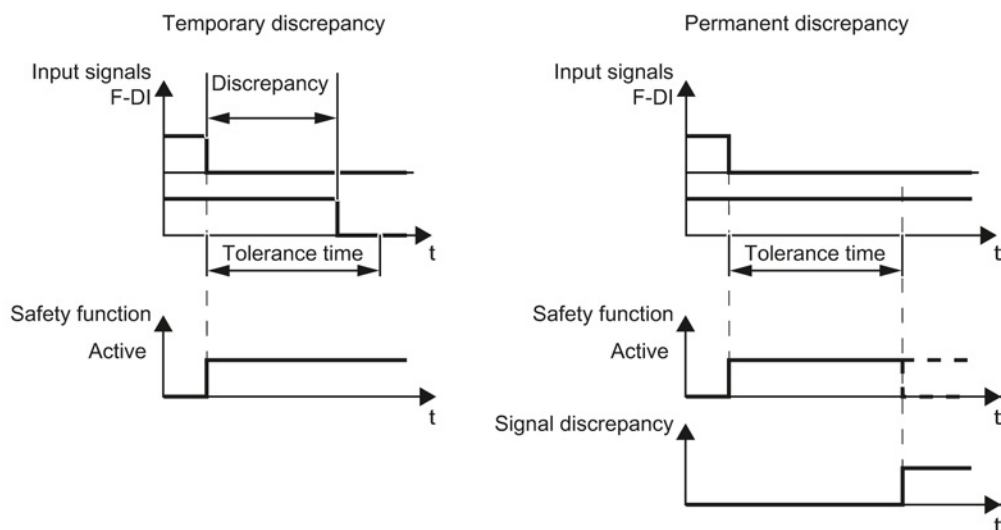 Temporary discrepancy
Input signals
F-DI
Discrepancy
t
Tolerance time
Safety function
Active
t
Permanent discrepancy
Input signals
F-DI
t
Tolerance time
Safety function
Active
t
Signal discrepancy
t